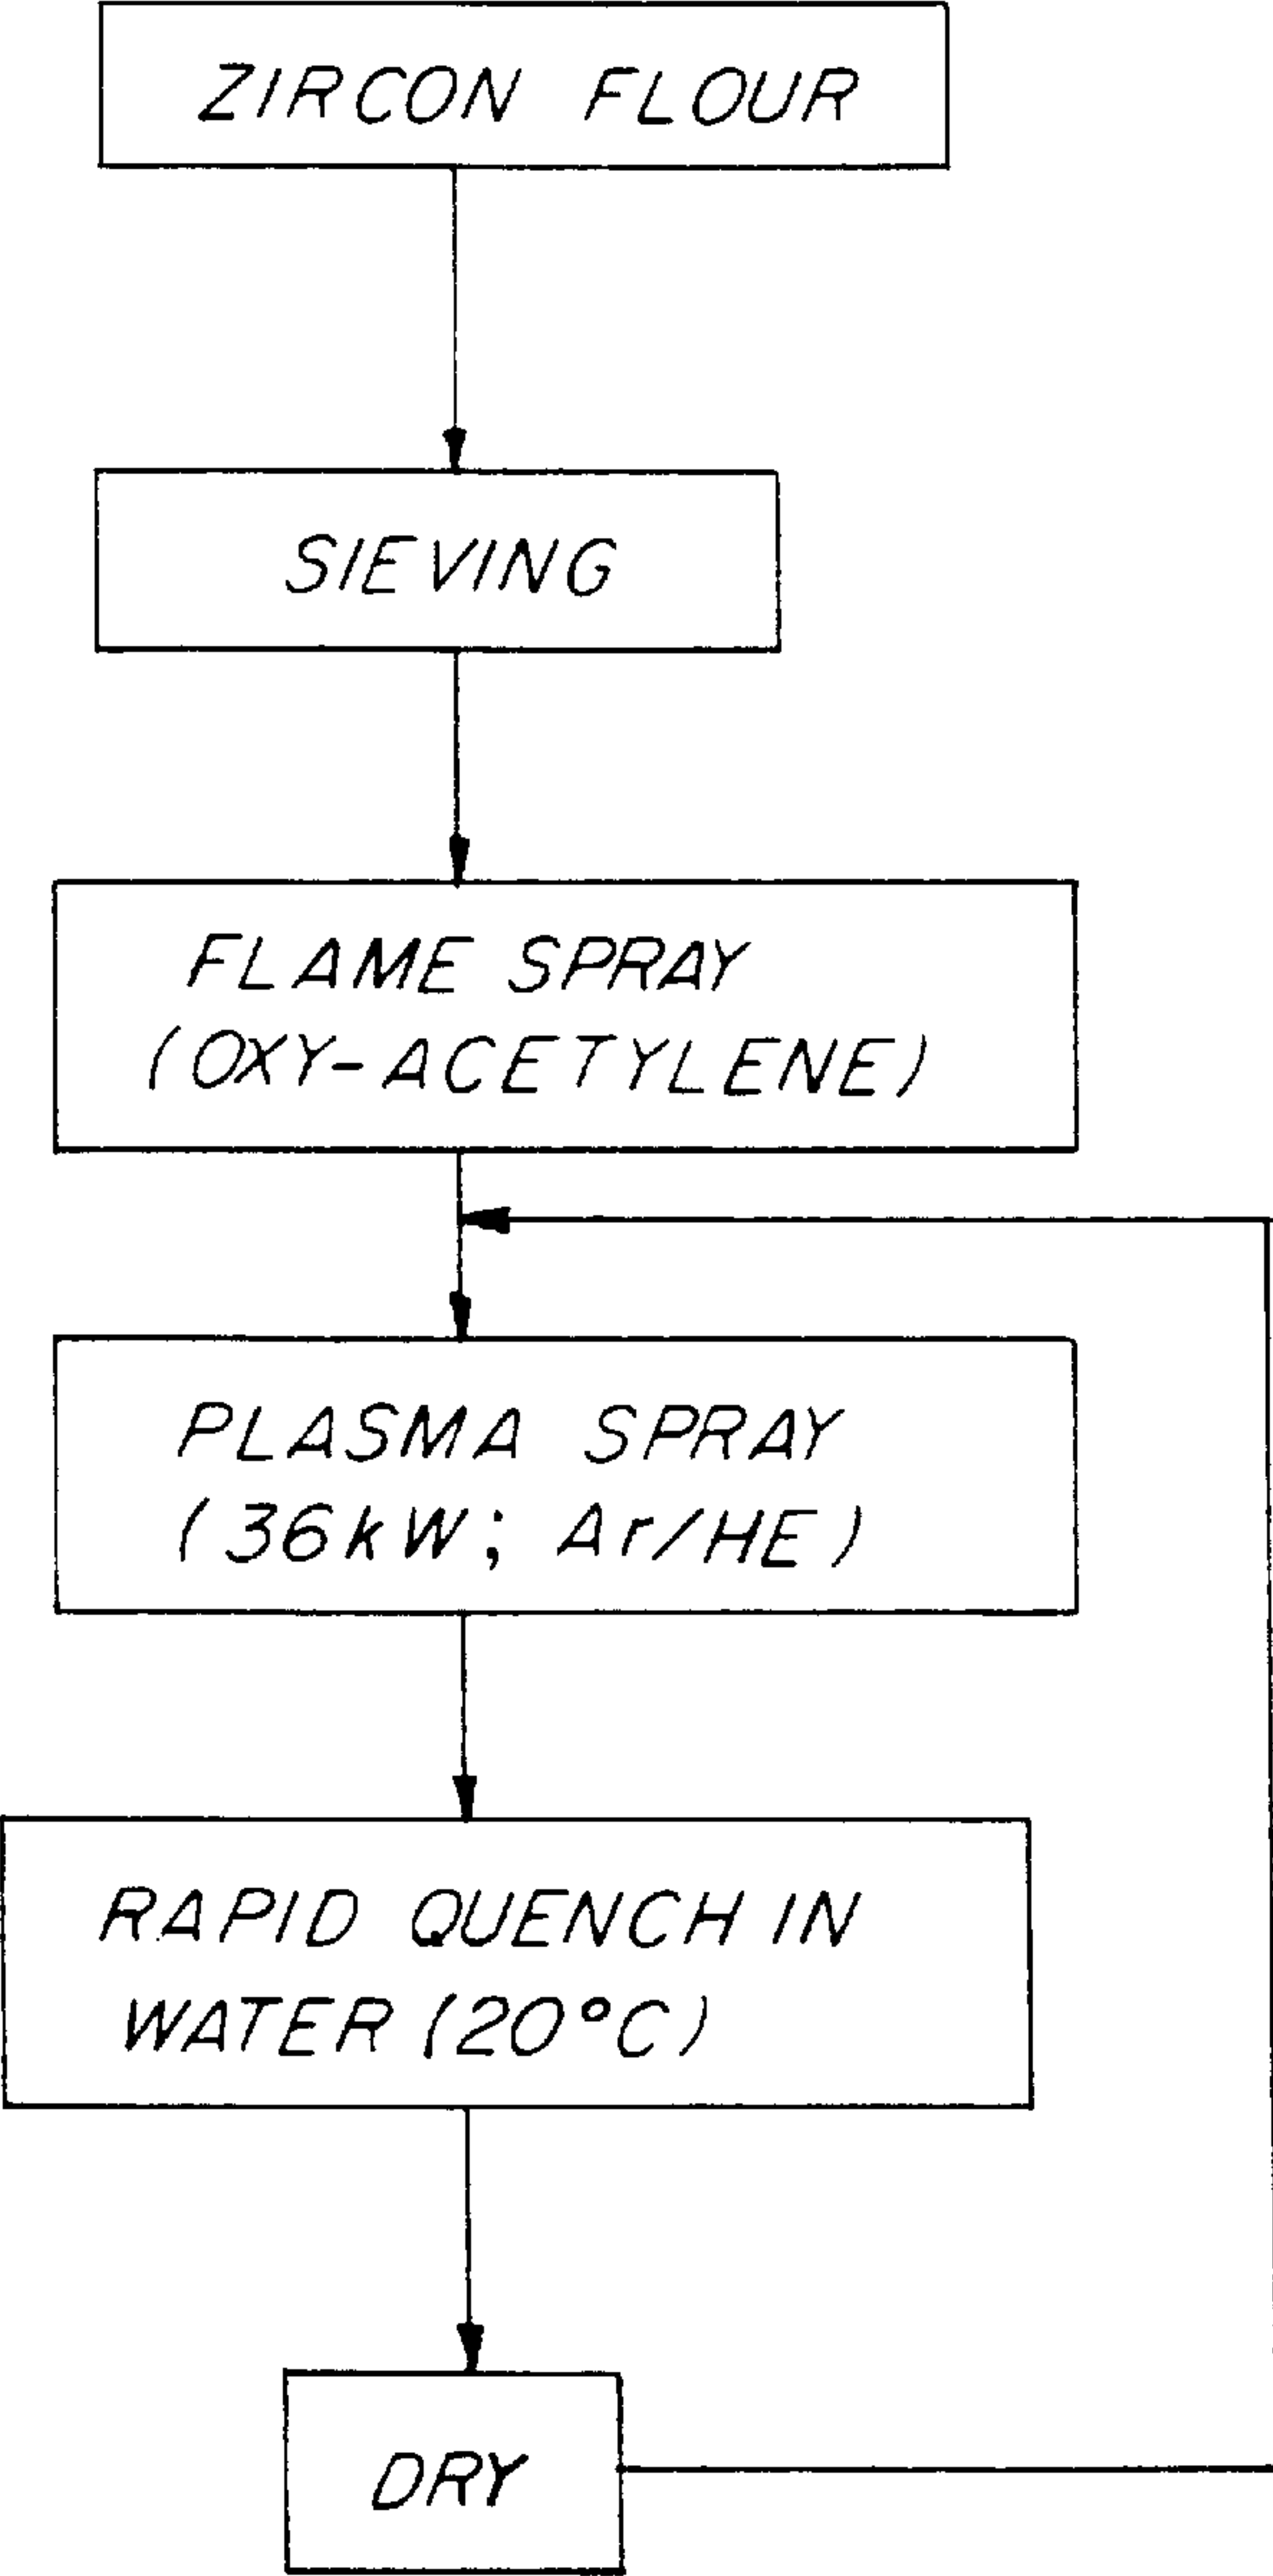 ZIRCON FLOUR
SIEVING
FLAME SPRAY
(OXY-ACETYLENE)
PLASMA SPRAY
(36kW; Ar/HE)
RAPID QUENCH IN
WATER (20°C)
DRY